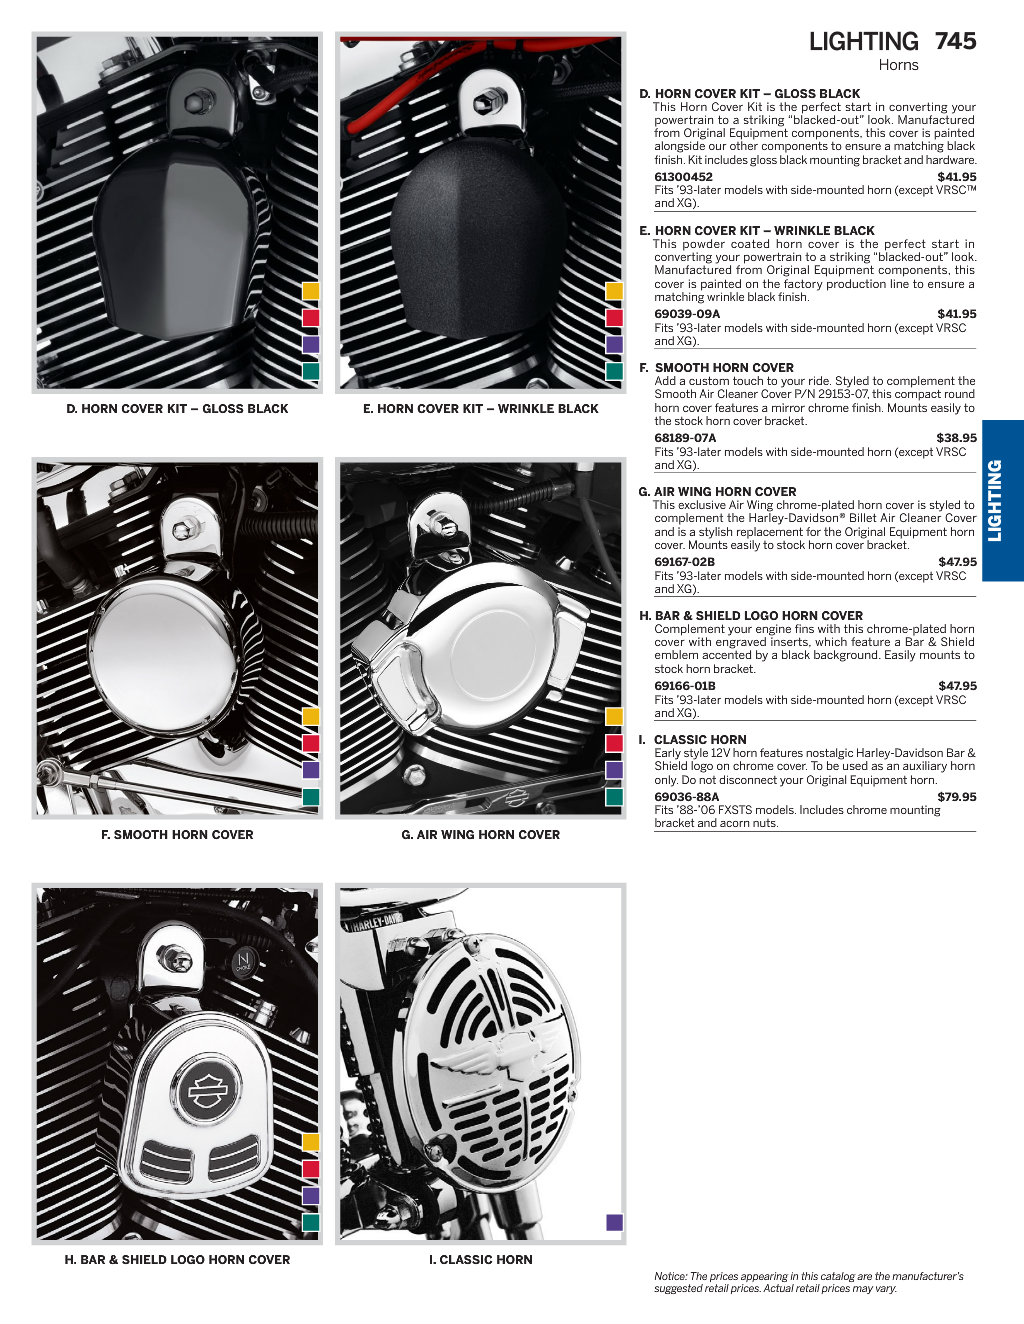 LIGHTING 745
Horns
D. HORN COVER KIT – GLOSS BLACK
This Horn Cover Kit is the perfect start in converting your
powertrain to a striking “blacked-out” look. Manufactured
from Original Equipment components, this cover is painted
alongside our other components to ensure a matching black
finish. Kit includes gloss black mounting bracket and hardware.
61300452 $41.95
Fits ’93-later models with side-mounted horn (except VRSC™
and XG).
E. HORN COVER KIT – WRINKLE BLACK
This powder coated horn cover is the perfect start in
converting your powertrain to a striking “blacked-out” look.
Manufactured from Original Equipment components, this
cover is painted on the factory production line to ensure a
matching wrinkle black finish.
69039-09A $41.95
Fits ’93-later models with side-mounted horn (except VRSC
and XG).
F. SMOOTH HORN COVER
Add a custom touch to your ride. Styled to complement the
Smooth Air Cleaner Cover P/N 29153-07, this compact round
horn cover features a mirror chrome finish. Mounts easily to
the stock horn cover bracket.
68189-07A $38.95
Fits ’93-later models with side-mounted horn (except VRSC
and XG).
G. AIR WING HORN COVER
This exclusive Air Wing chrome-plated horn cover is styled to
complement the Harley-Davidson® Billet Air Cleaner Cover
and is a stylish replacement for the Original Equipment horn
cover. Mounts easily to stock horn cover bracket.
69167-02B $47.95
Fits ’93-later models with side-mounted horn (except VRSC
and XG).
H. BAR & SHIELD LOGO HORN COVER
Complement your engine fins with this chrome-plated horn
cover with engraved inserts, which feature a Bar & Shield
emblem accented by a black background. Easily mounts to
stock horn bracket.
69166-01B $47.95
Fits ’93-later models with side-mounted horn (except VRSC
and XG).
I. CLASSIC HORN
Early style 12V horn features nostalgic Harley-Davidson Bar &
Shield logo on chrome cover. To be used as an auxiliary horn
only. Do not disconnect your Original Equipment horn.
69036-88A $79.95
Fits ’88-’06 FXSTS models. Includes chrome mounting
bracket and acorn nuts.
LIGHTING
D. HORN COVER KIT – GLOSS BLACK
E. HORN COVER KIT – WRINKLE BLACK
F. SMOOTH HORN COVER
G. AIR WING HORN COVER
N
CHOKE
HARLEY-DAVI
H. BAR & SHIELD LOGO HORN COVER
I. CLASSIC HORN
Notice: The prices appearing in this catalog are the manufacturer’s
suggested retail prices. Actual retail prices may vary.